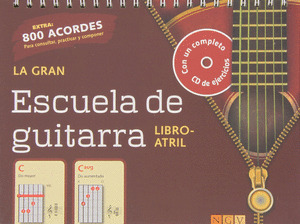 EXTRA:
800 ACORDES
Para consultar, practicar y componer
Con un completo
CD de ejercicios
LA GRAN
Escuela de
guitarra
LIBRO-
ATRIL
C
Do mayor
Caug
Do aumentado
NGV